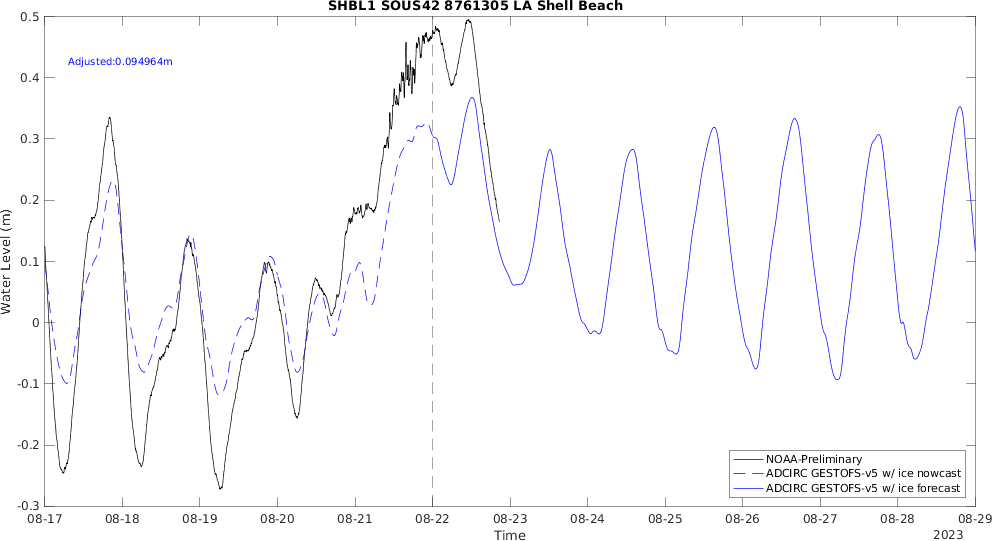 SHBL1 SOUS42 8761305 LA Shell Beach
Adjusted:0.094964m
Water Level (m)
0.5
0.4
0.3
0.2
0.1
0
-0.1
-0.2
-0.3
NOAA-Preliminary
ADCIRC GESTOFS-v5 w/ ice nowcast
ADCIRC GESTOFS-v5 w/ ice forecast
08-17 08-18 08-19 08-20 08-21 08-22 08-23 08-24 08-25 08-26 08-27 08-28 08-29
Time
2023